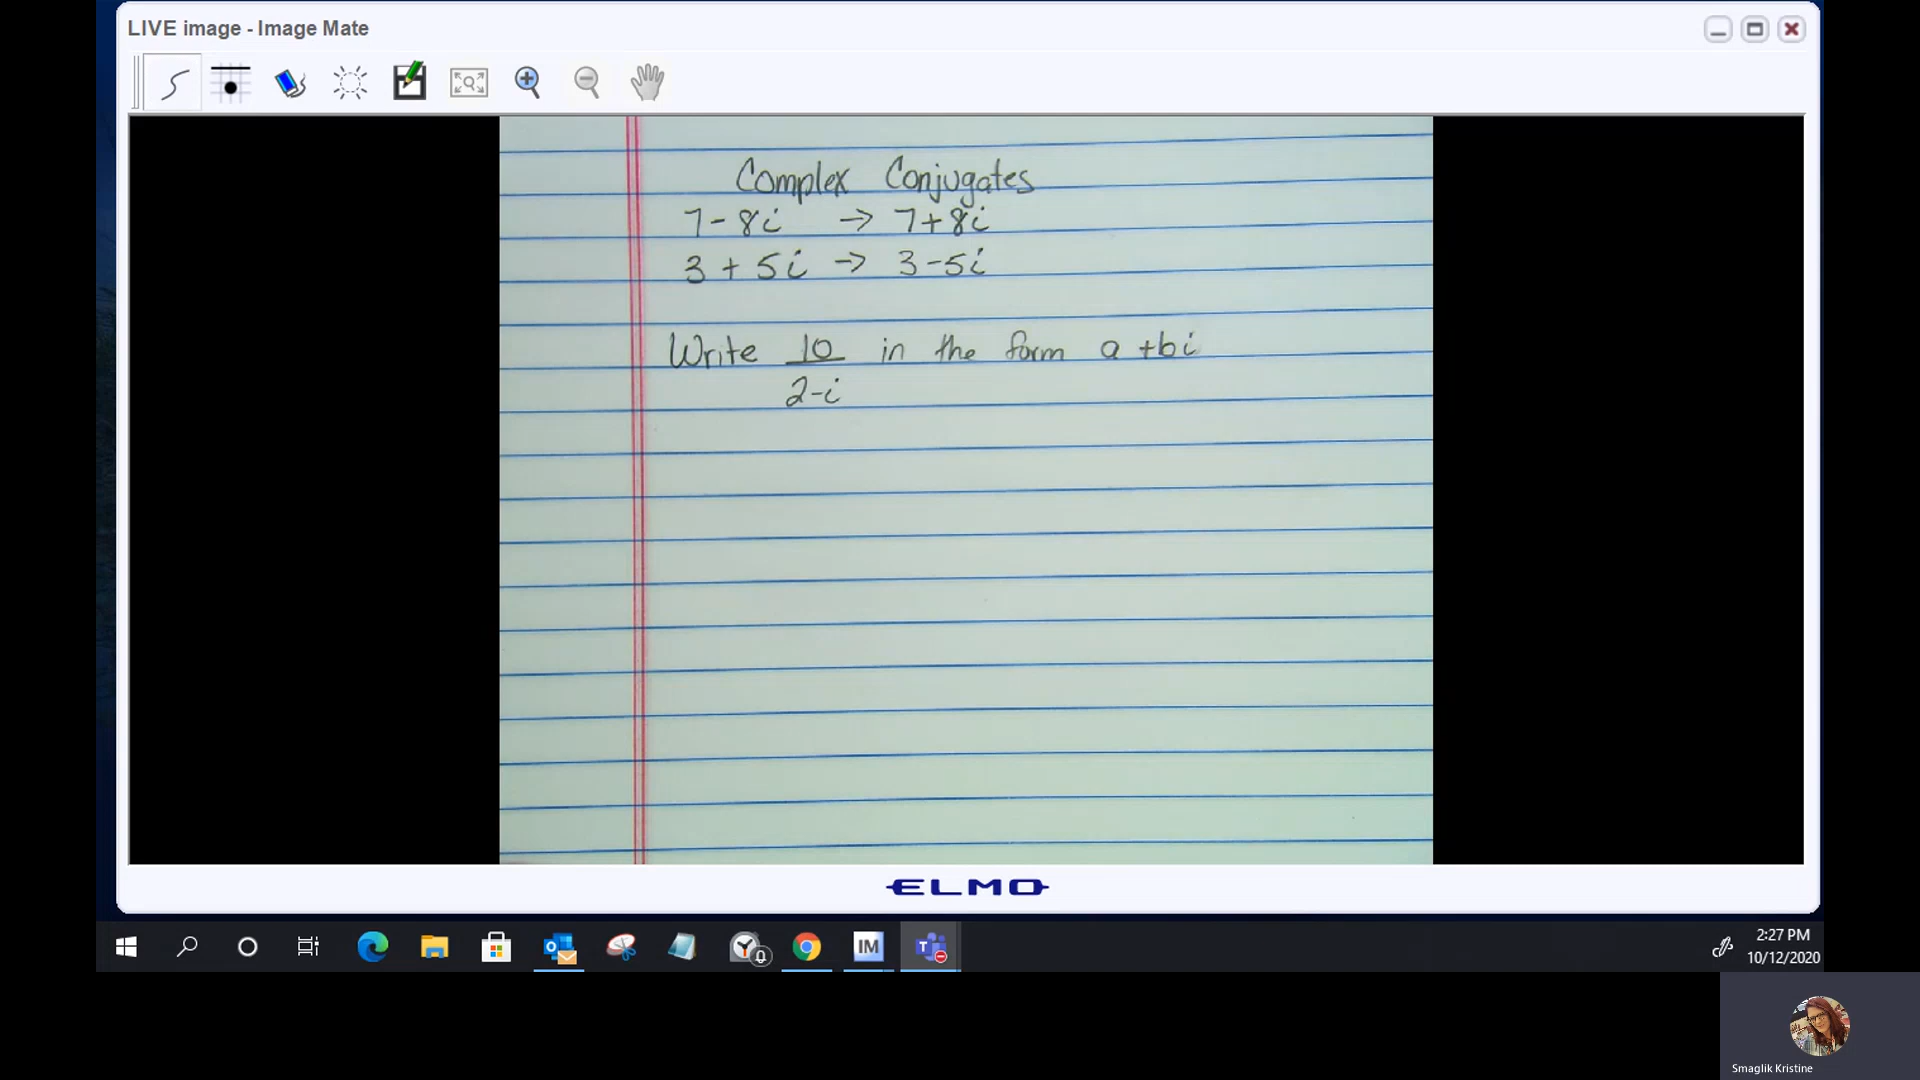 LIVE image - Image Mate
Complex Conjugates
7 - 8i → 7 + 8i
3 + 5i → 3 - 5i
Write 10 in the form a + bi
2 - i
ELMO
IM
2:27 PM
10/12/2020
Smaglik Kristine